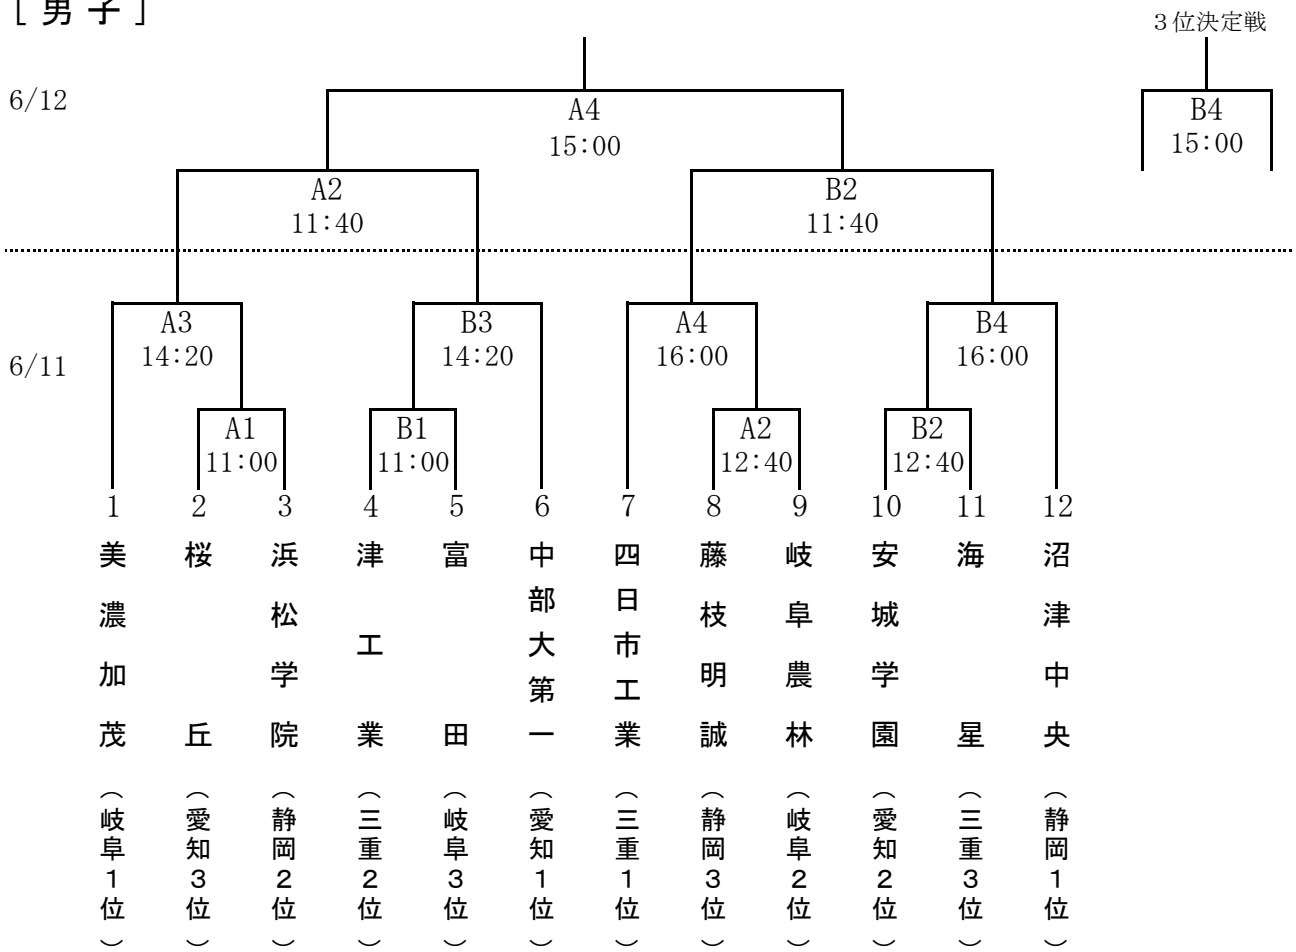 [ 男 子 ]
３位決定戦
6/12
A4
15:00
B4
15:00
A2
11:40
B2
11:40
6/11
A3
14:20
B3
14:20
A4
16:00
B4
16:00
A1
11:00
B1
11:00
A2
12:40
B2
12:40
1 2 3 4 5 6 7 8 9 10 11 12
美濃加茂（岐阜１位）
桜丘（愛知３位）
浜松学院（静岡２位）
津工業（三重２位）
富田（岐阜３位）
中部大第一（愛知１位）
四日市工業（三重１位）
藤枝明誠（静岡３位）
岐阜農林（岐阜２位）
安城学園（愛知２位）
海星（三重３位）
沼津中央（静岡１位）